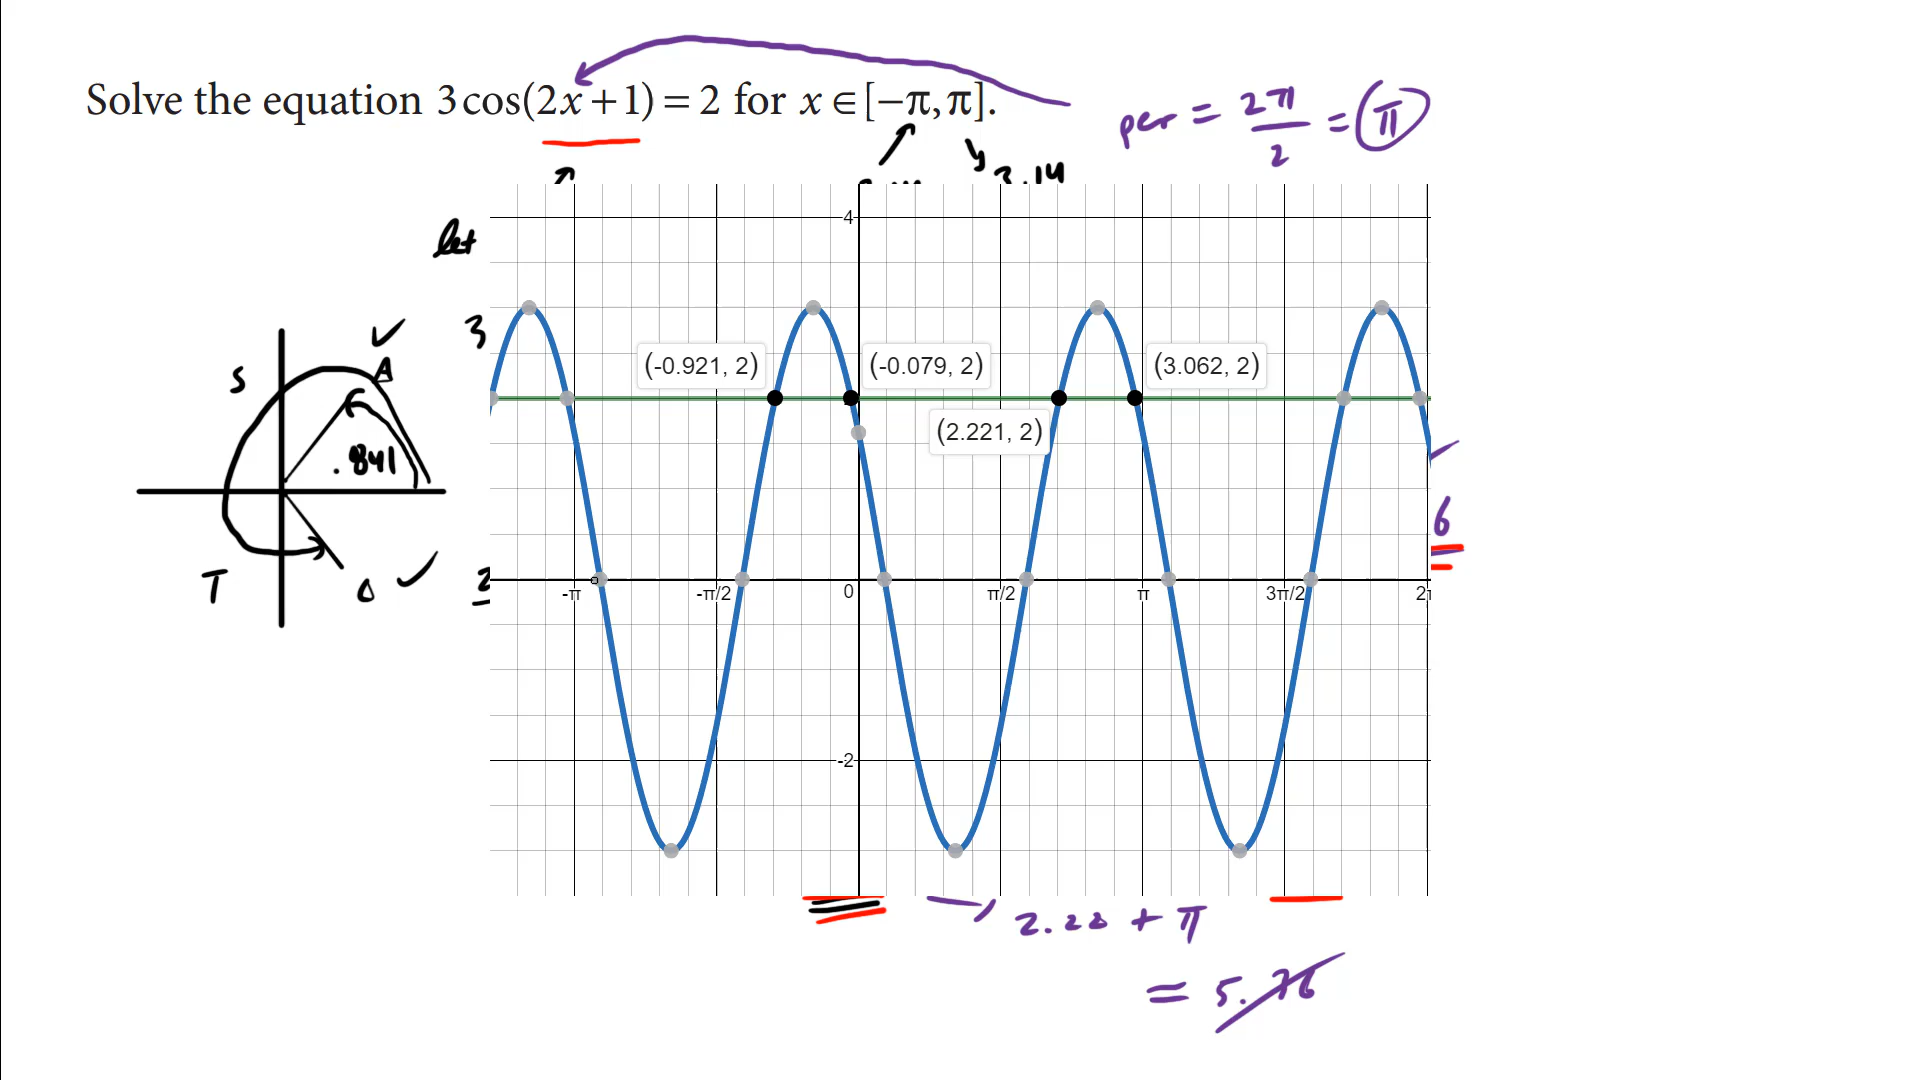 Solve the equation 3cos(2x+1)=2 for x∈[−π,π].
per = 2π/2 = π
3.14
let
4
3
S
A
(-0.921, 2)
(-0.079, 2)
(3.062, 2)
(2.221, 2)
.841
6
T
2
-π
-π/2
0
π/2
π
3π/2
-2
2.22 + π
= 5.36